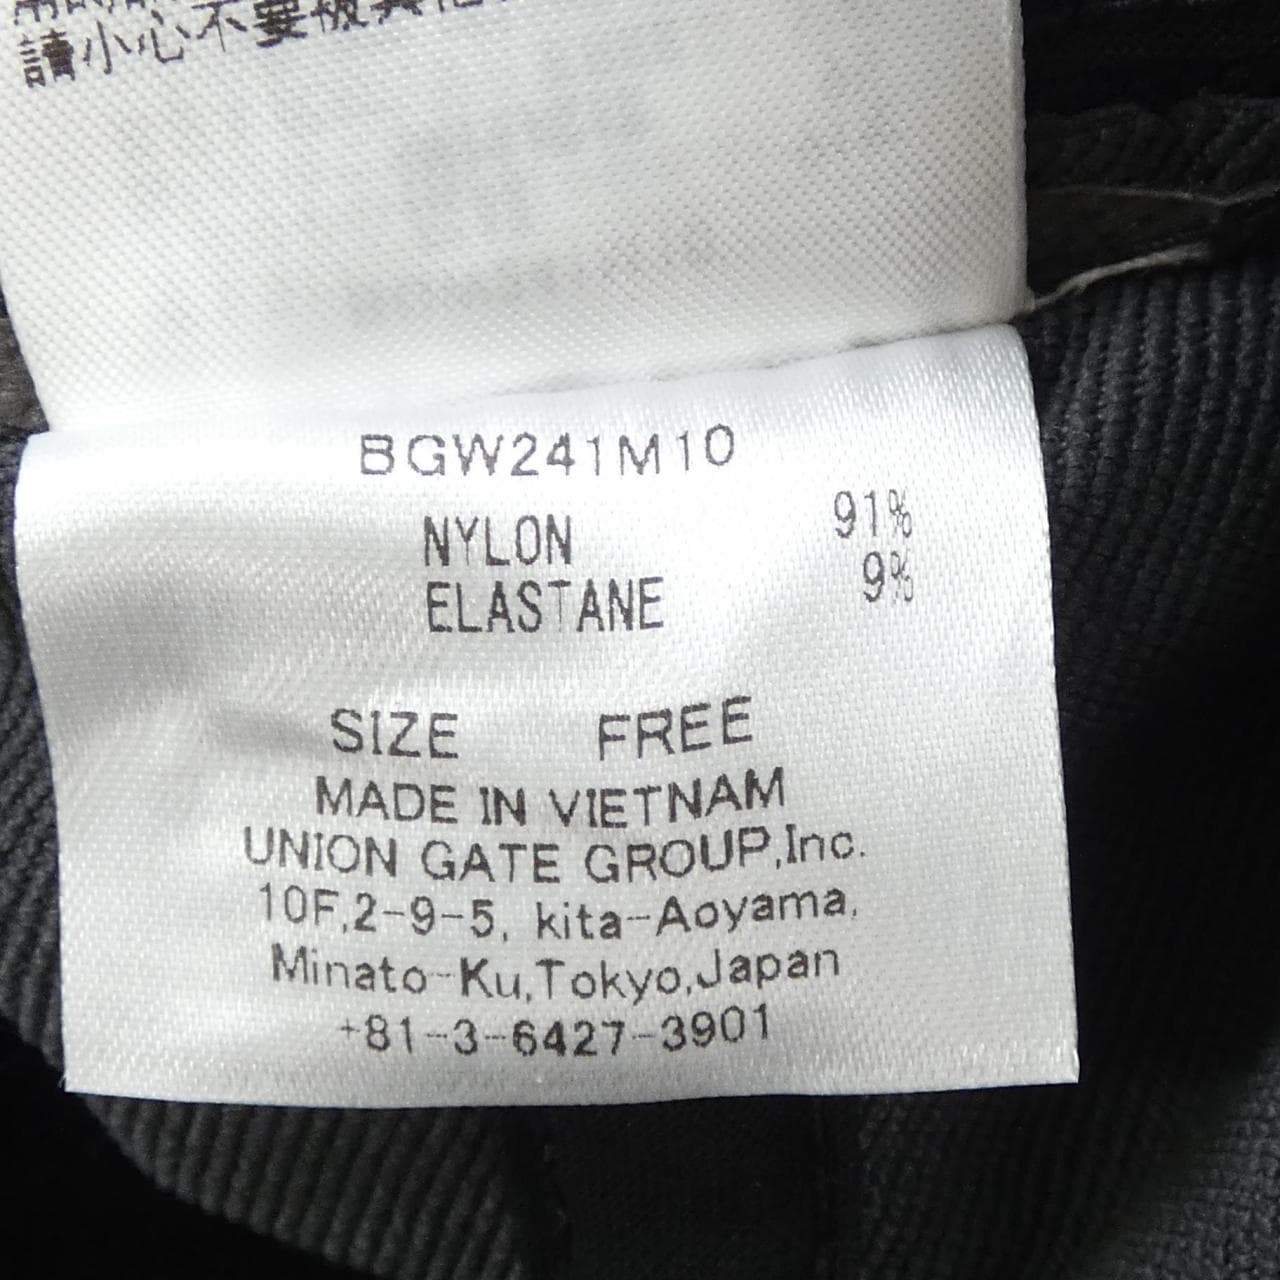 請小心不要被其他
BGW241M10
NYLON 91%
ELASTANE 9%
SIZE FREE
MADE IN VIETNAM
UNION GATE GROUP,Inc.
10F,2-9-5, kita-Aoyama,
Minato-Ku,Tokyo,Japan
+81-3-6427-3901